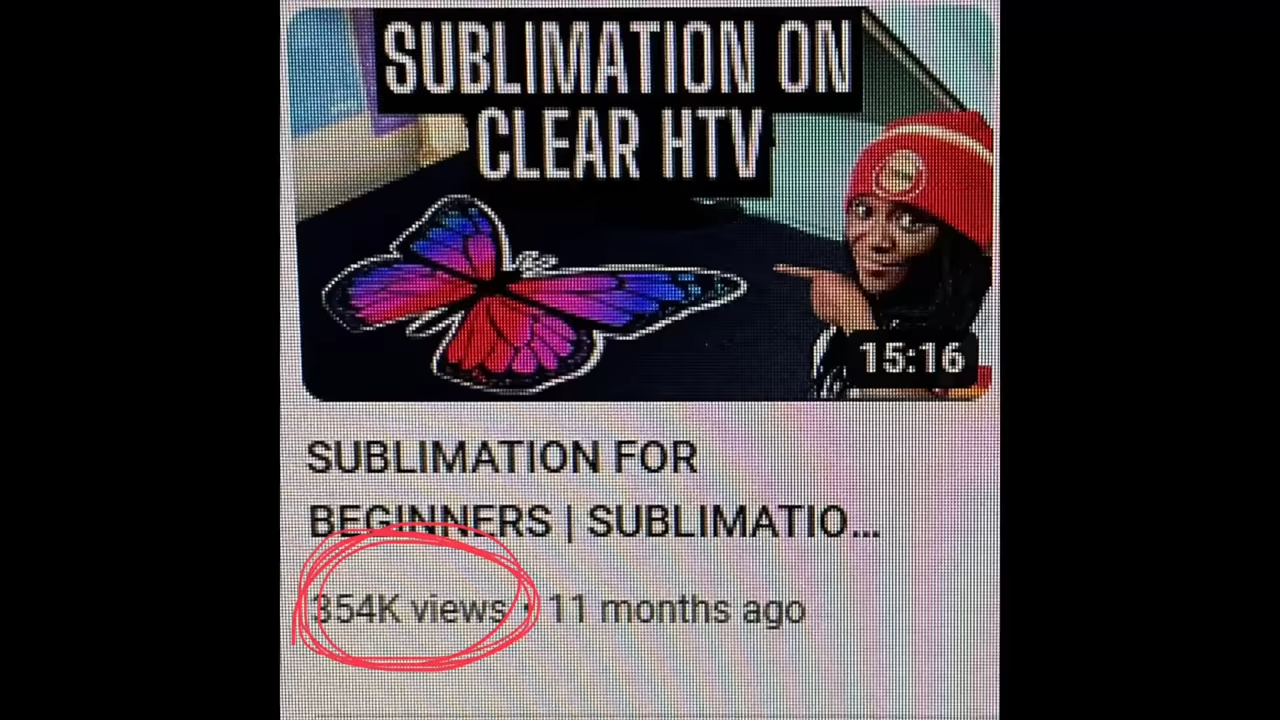 SUBLIMATION ON
CLEAR HTV
15:16
SUBLIMATION FOR
BEGINNERS | SUBLIMATIO...
354K views • 11 months ago